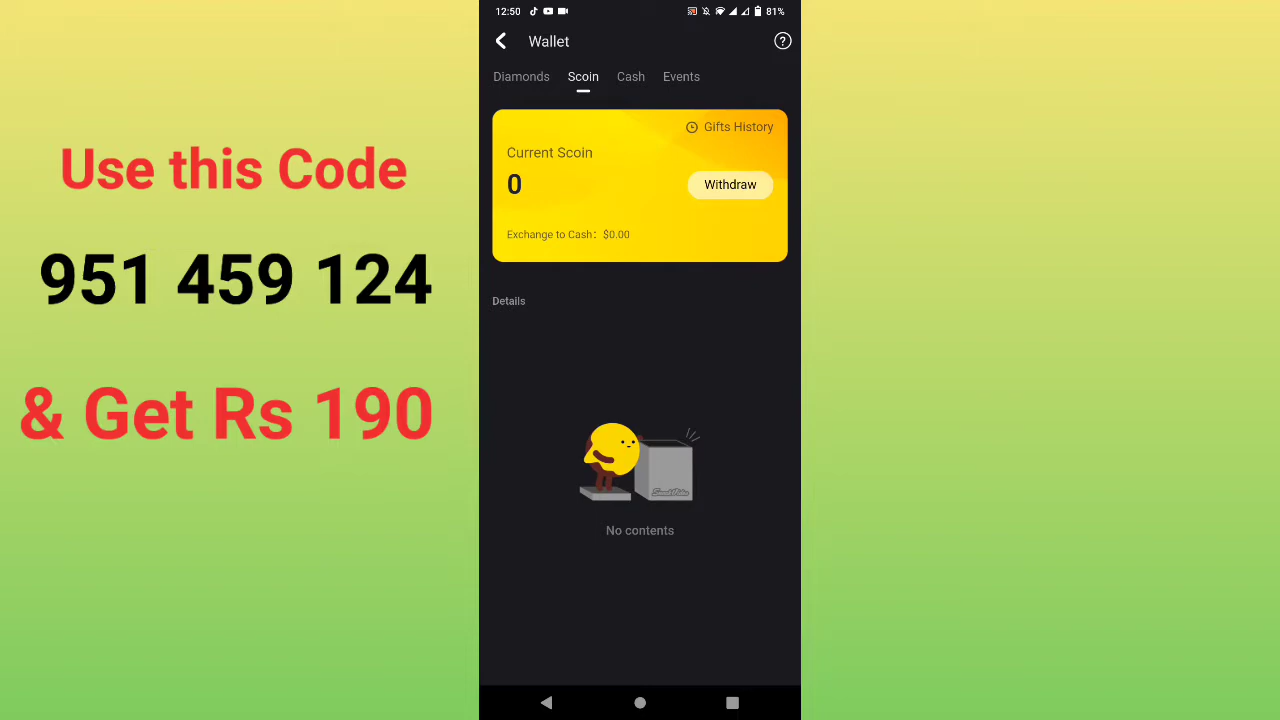 Use this Code
951 459 124
& Get Rs 190
12:50
81%
Wallet
?
Diamonds Scoin Cash Events
Gifts History
Current Scoin
0
Withdraw
Exchange to Cash: $0.00
Details
No contents